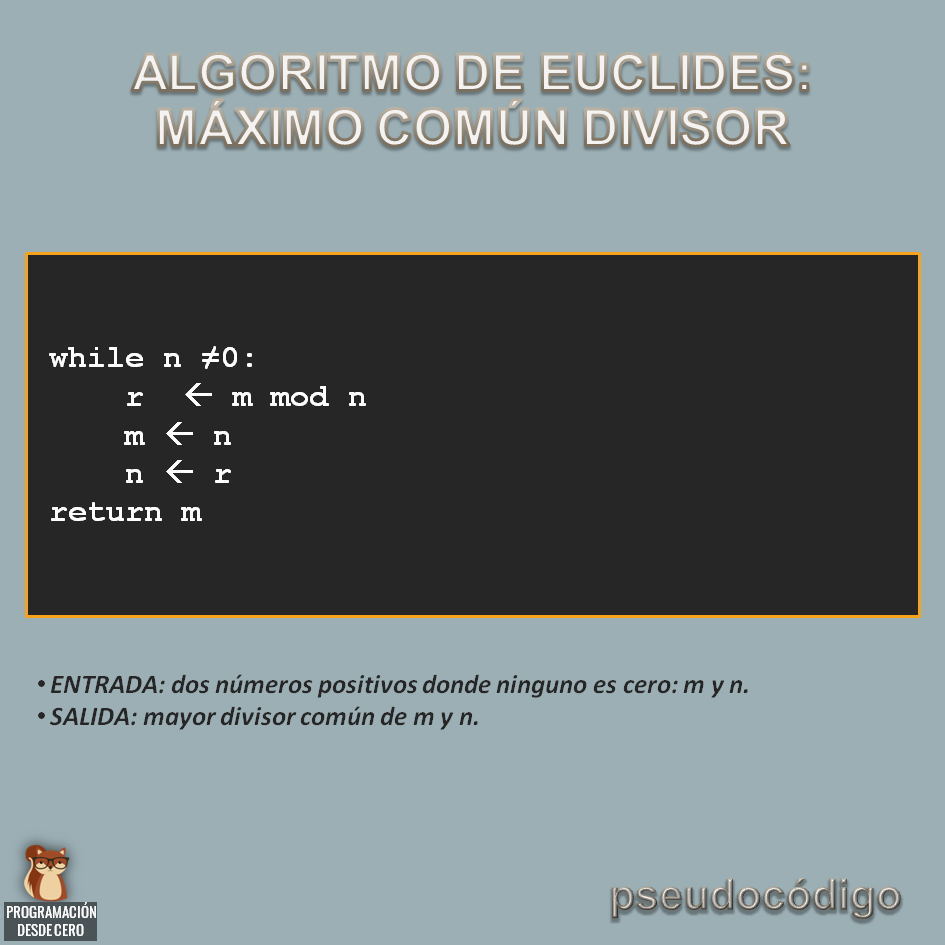 ALGORITMO DE EUCLIDES:
MÁXIMO COMÚN DIVISOR
while n ≠0:
r ← m mod n
m ← n
n ← r
return m
• ENTRADA: dos números positivos donde ninguno es cero: m y n.
• SALIDA: mayor divisor común de m y n.
PROGRAMACIÓN
DESDE CERO
pseudocódigo